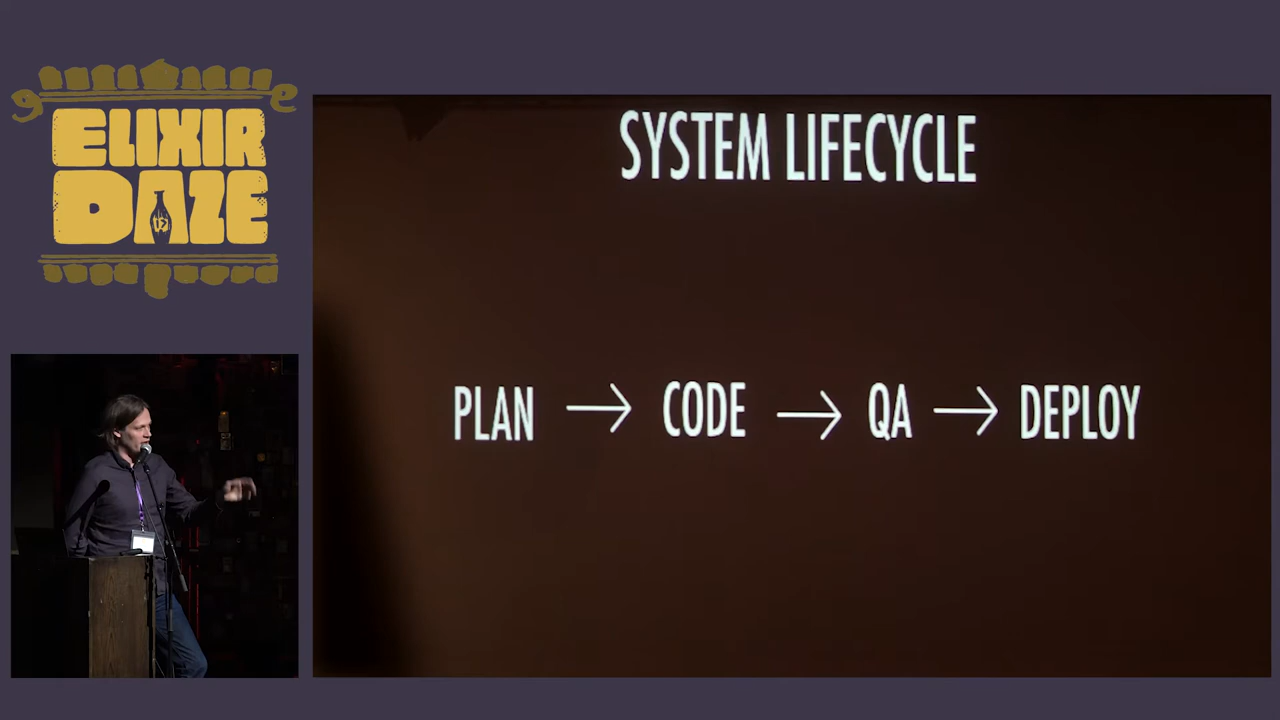 ELIXIR
DAZE
SYSTEM LIFECYCLE
PLAN → CODE → QA → DEPLOY